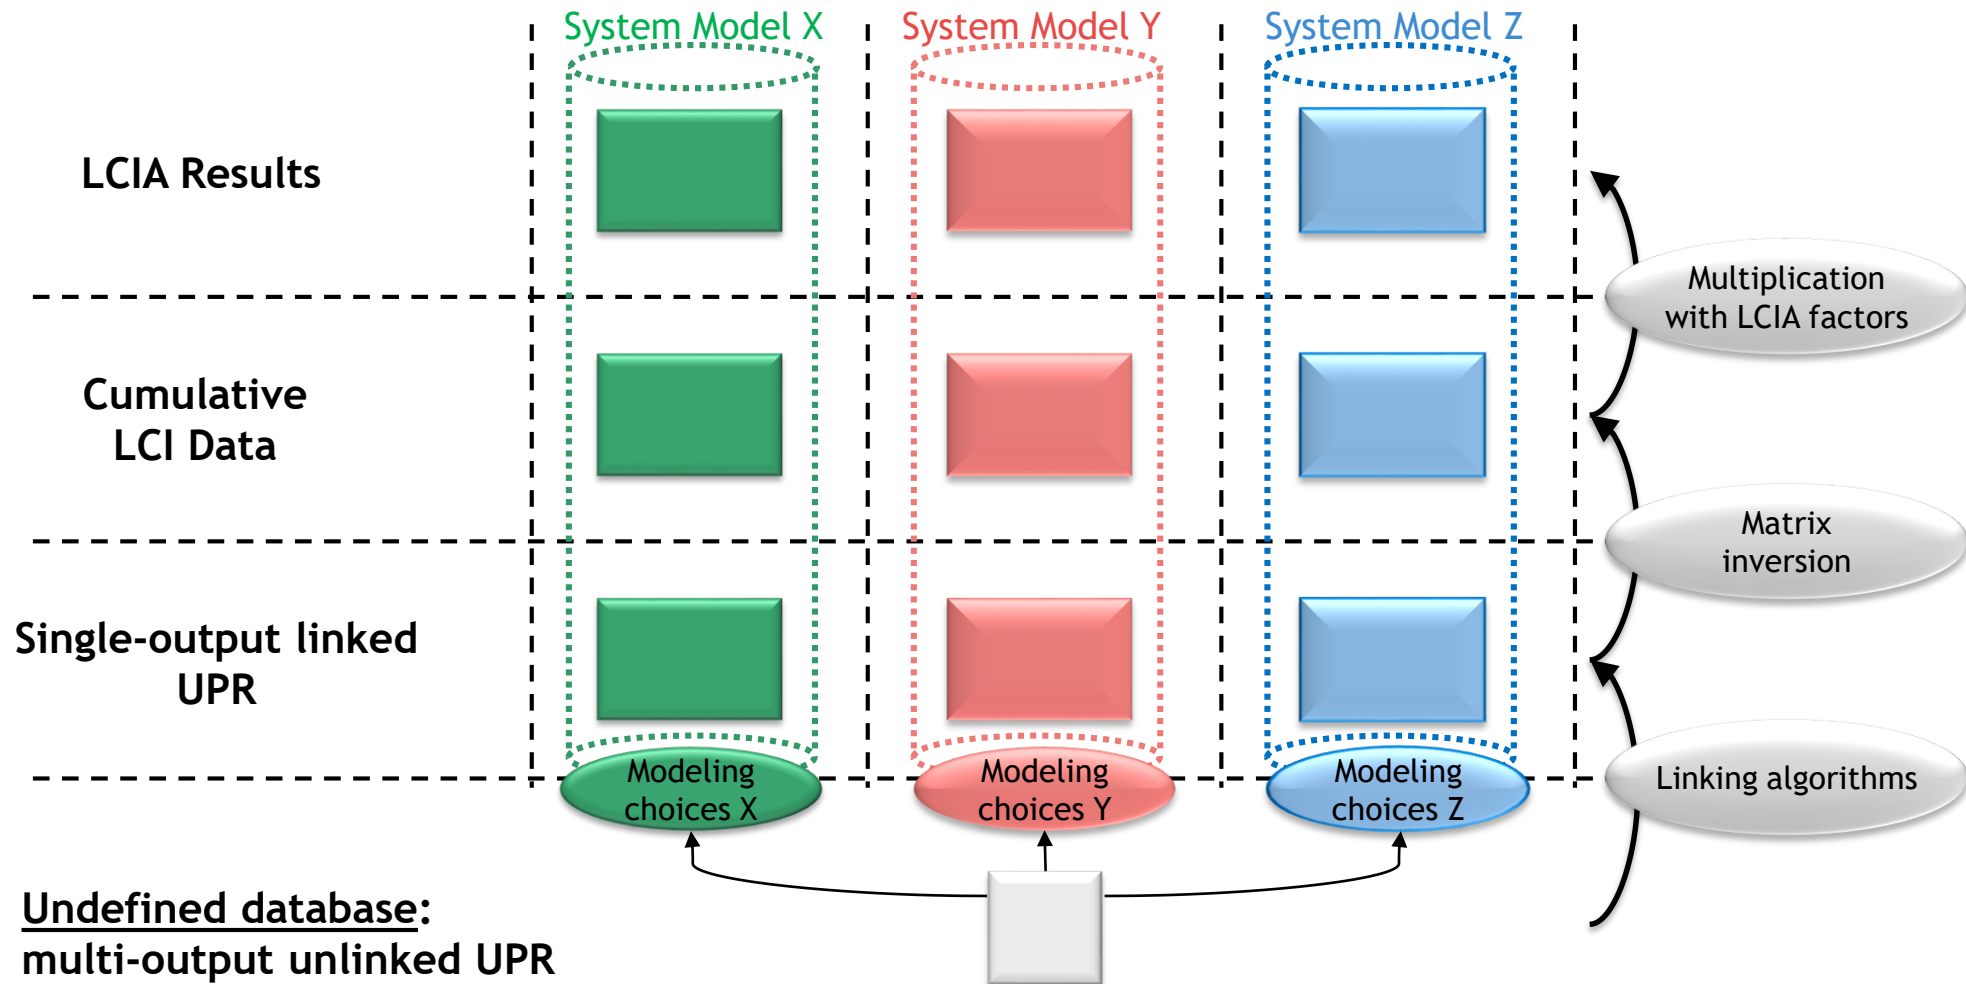 System Model X
System Model Y
System Model Z
LCIA Results
Multiplication
with LCIA factors
Cumulative
LCI Data
Matrix
inversion
Single-output linked
UPR
Modeling
choices X
Modeling
choices Y
Modeling
choices Z
Linking algorithms
Undefined database:
multi-output unlinked UPR